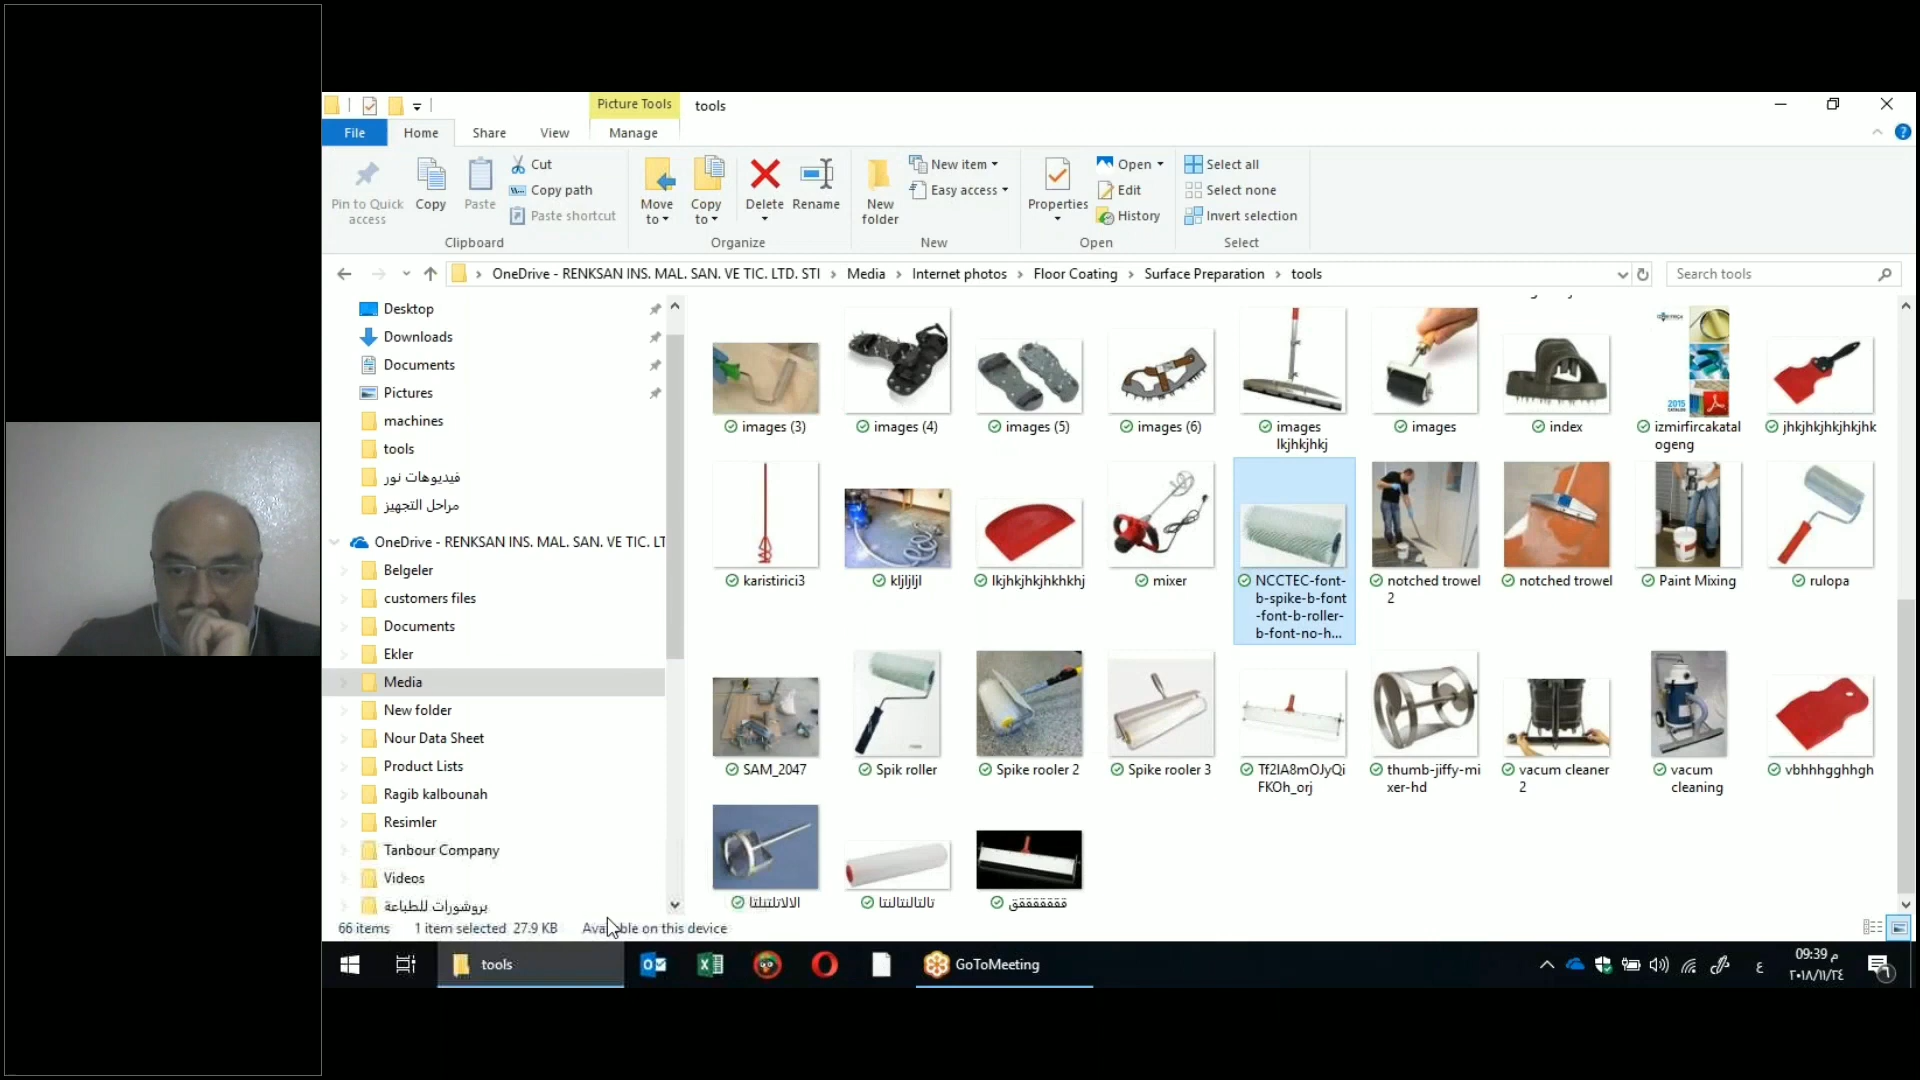 Picture Tools
tools
File
Home
Share
View
Manage
Pin to Quick access
Copy
Paste
Cut
Copy path
Paste shortcut
Clipboard
Move to
Copy to
Delete
Rename
Organize
New folder
New item
Easy access
New
Properties
Open
Edit
History
Open
Select all
Select none
Invert selection
Select
OneDrive - RENKSAN INS. MAL. SAN. VE TIC. LTD. STI
Media
Internet photos
Floor Coating
Surface Preparation
tools
Search tools
Desktop
Downloads
Documents
Pictures
machines
tools
فيديوهات نور
مراحل التجهيز
OneDrive - RENKSAN INS. MAL. SAN. VE TIC. LT
Belgeler
customers files
Documents
Ekler
Media
New folder
Nour Data Sheet
Product Lists
Ragib kalbounah
Resimler
Tanbour Company
Videos
بروشورات للطباعة
2015
images (3)
images (4)
images (5)
images (6)
images
lkjhkjhkj
images
index
izmirfircakatal
ogeng
jhkjhkjhkjhkjhk
karistirici3
kljljljl
lkjhkjhkjhkhkhj
mixer
NCCTEC-font-
b-spike-b-font
-font-b-roller-
b-font-no-h...
notched trowel
2
notched trowel
Paint Mixing
rulopa
SAM_2047
Spik roller
Spike rooler 2
Spike rooler 3
Tf2IA8mOJyQi
FKOh_orj
thumb-jiffy-mi
xer-hd
vacum cleaner
2
vacum
cleaning
vbhhhgghhgh
66 items
1 item selected 27.9 KB
Available on this device
tools
GoToMeeting
ع
09:39 م
٢٠١٨/١١/٢٤